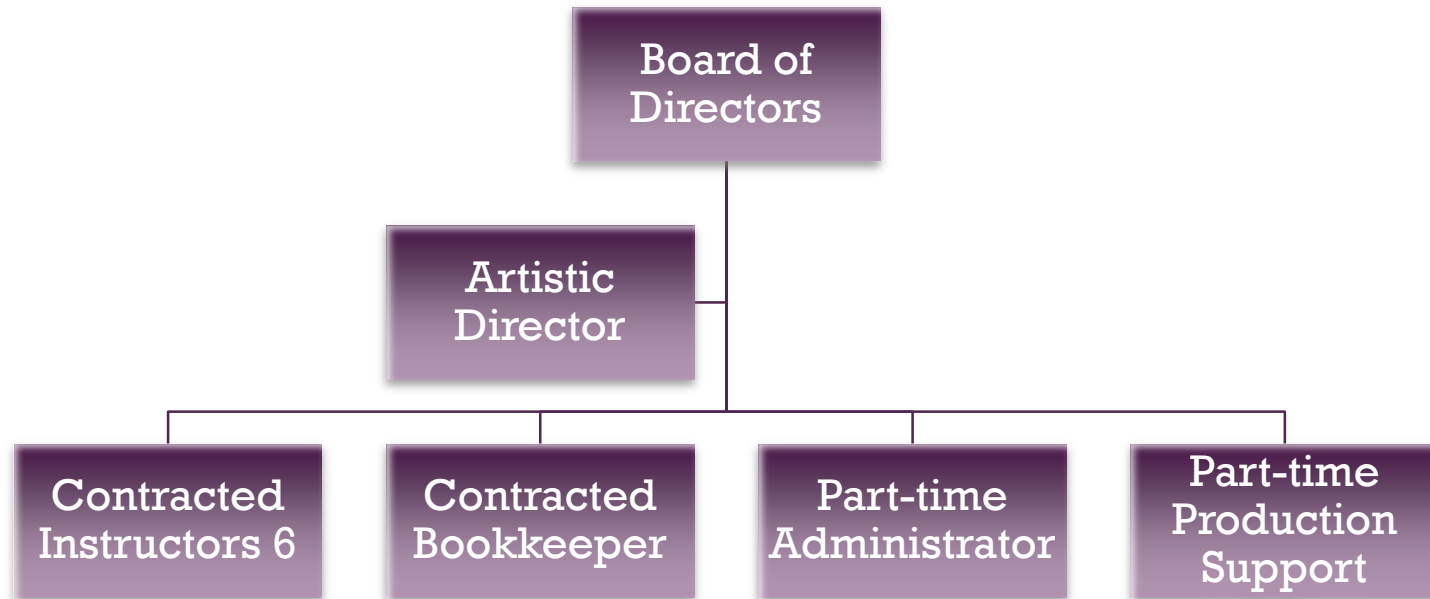 Board of
Directors
Artistic
Director
Contracted
Instructors 6
Contracted
Bookkeeper
Part-time
Administrator
Part-time
Production
Support